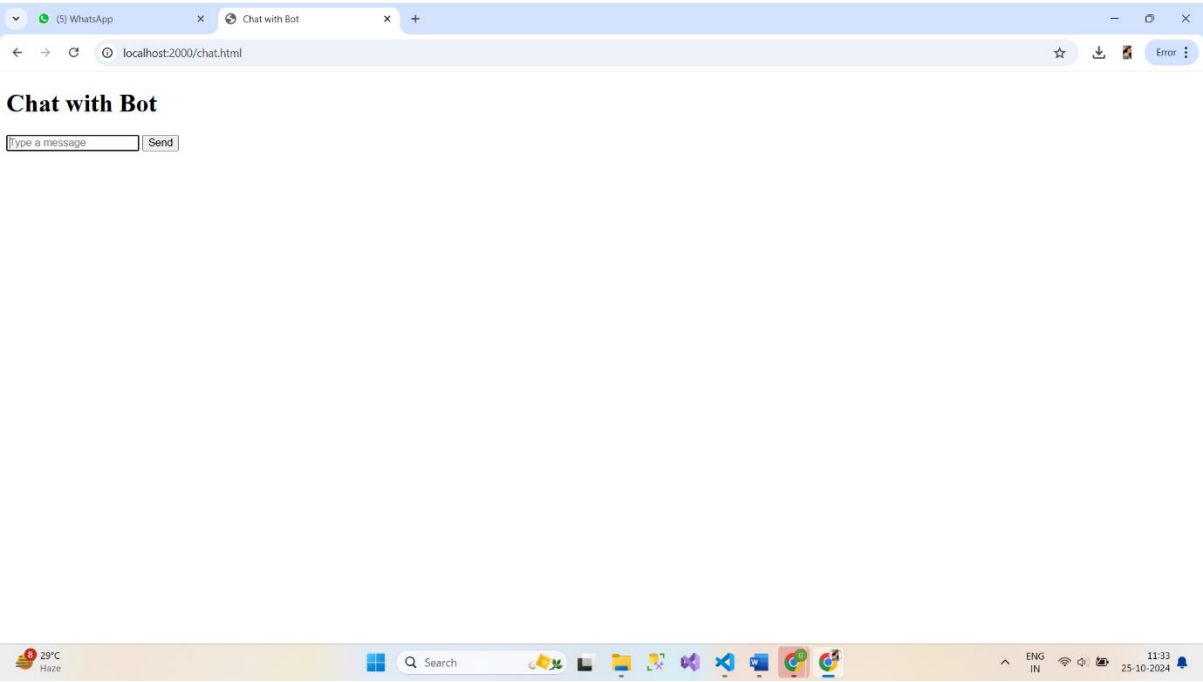 (5) WhatsApp
Chat with Bot
localhost:2000/chat.html
Error
Chat with Bot
Type a message
Send
8
29°C
Haze
Search
ENG
IN
11:33
25-10-2024